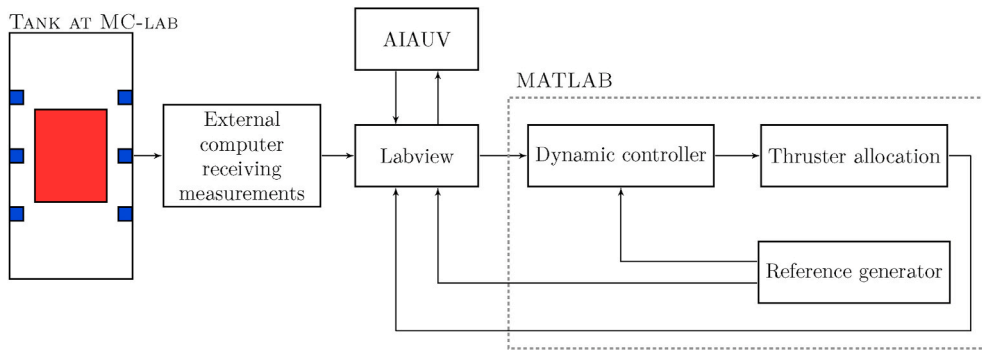 TANK AT MC-LAB
AIAUV
MATLAB
External
computer
receiving
measurements
Labview
Dynamic controller
Thruster allocation
Reference generator